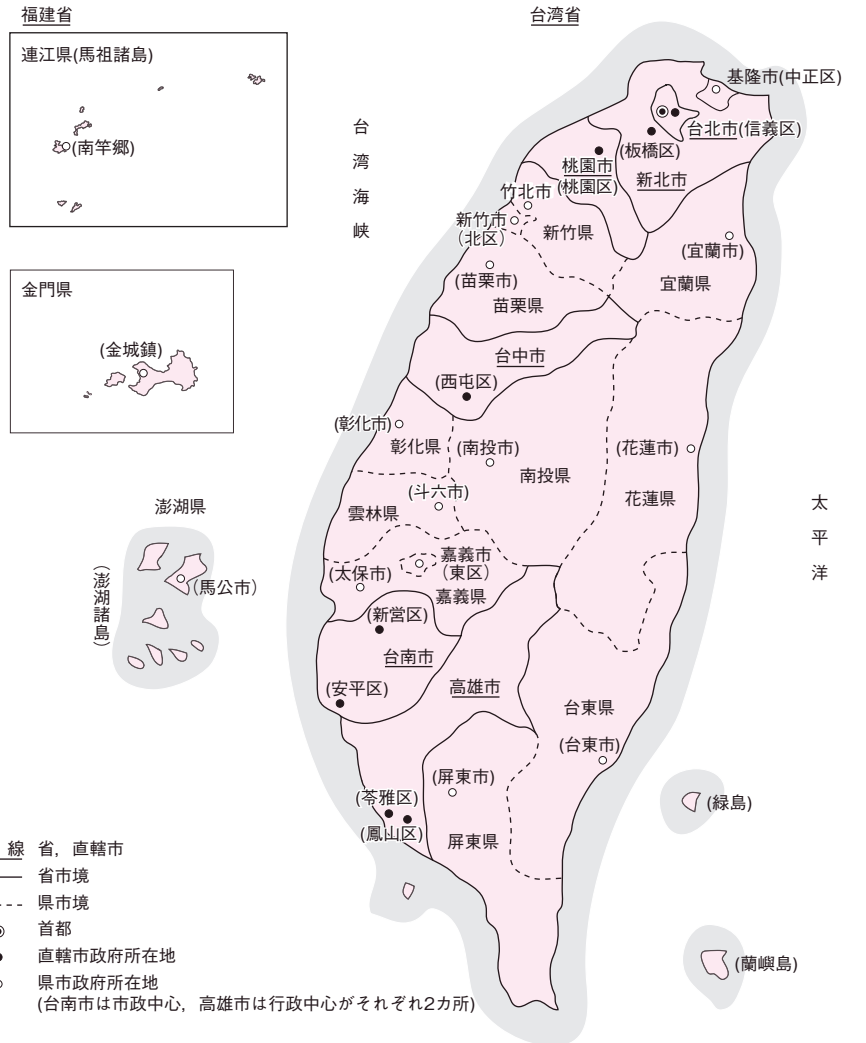 福建省
台湾省
連江県(馬祖諸島)
(南竿郷)
金門県
(金城鎮)
台湾海峡
基隆市(中正区)
台北市(信義区)
(板橋区)
新北市
桃園市
(桃園区)
竹北市
新竹市
(北区)
新竹県
(宜蘭市)
宜蘭県
(苗栗市)
苗栗県
台中市
(西屯区)
(彰化市)
彰化県
(南投市)
南投県
(花蓮市)
花蓮県
(斗六市)
雲林県
太平洋
澎湖県
(澎湖諸島)
(馬公市)
嘉義市
(東区)
(太保市)
嘉義県
(新営区)
台南市
(安平区)
高雄市
台東県
(台東市)
(屏東市)
屏東県
(苓雅区)
(鳳山区)
(緑島)
(蘭嶼島)
線 省，直轄市
省市境
県市境
首都
直轄市政府所在地
県市政府所在地
(台南市は市政中心，高雄市は行政中心がそれぞれ2カ所)